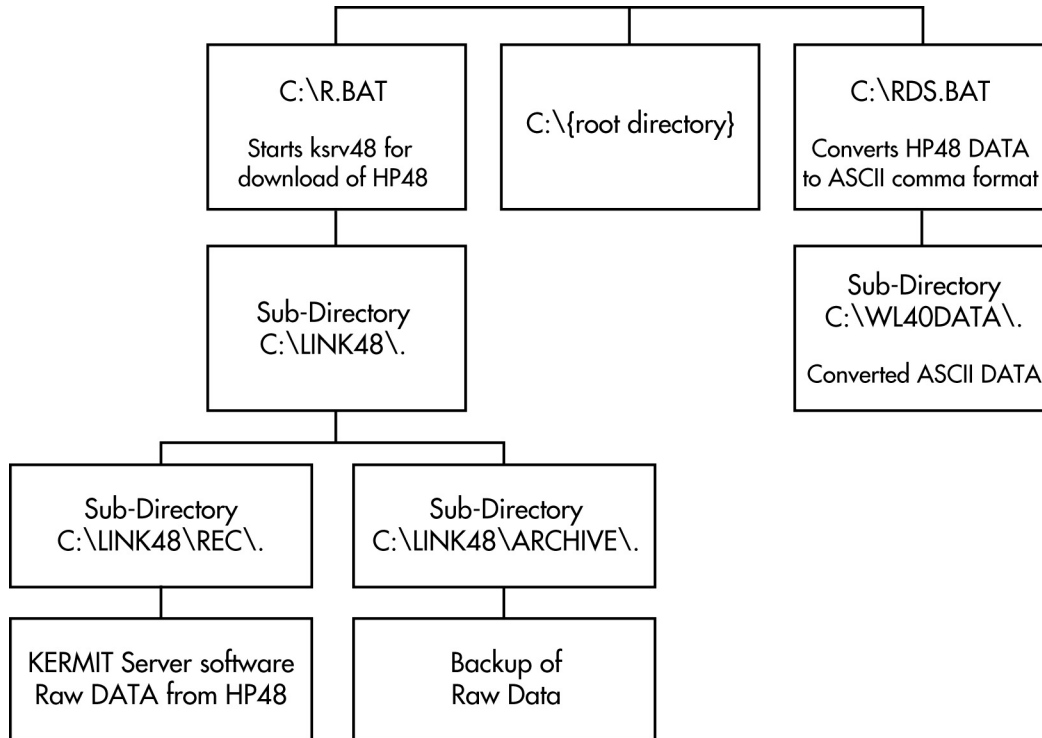 C:\R.BAT
Starts ksrv48 for
download of HP48
C:\{root directory}
C:\RDS.BAT
Converts HP48 DATA
to ASCII comma format
Sub-Directory
C:\LINK48\.
Sub-Directory
C:\WL40DATA\.
Converted ASCII DATA
Sub-Directory
C:\LINK48\REC\.
Sub-Directory
C:\LINK48\ARCHIVE\.
KERMIT Server software
Raw DATA from HP48
Backup of
Raw Data